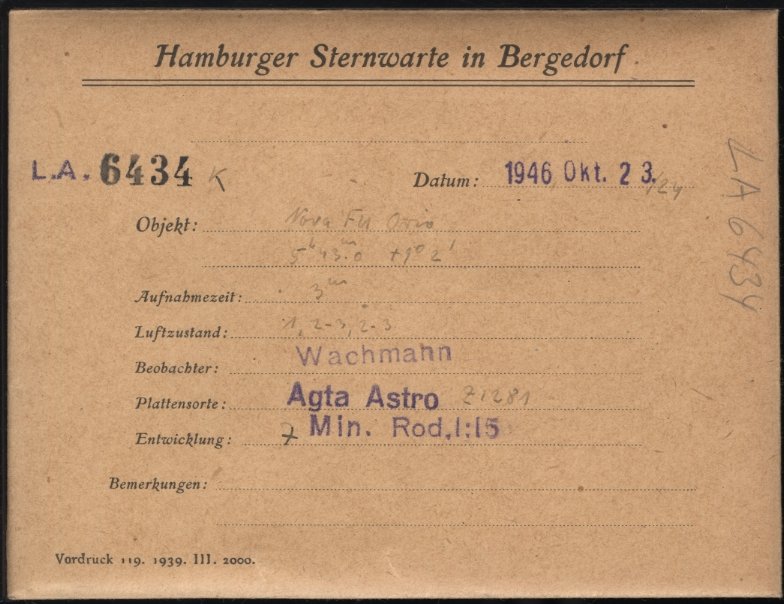 Hamburger Sternwarte in Bergedorf
L.A. 6434 K
Datum: 1946 Okt. 23. /24
Objekt: Nova FU Orio
5h 43m.0 +9° 2'
Aufnahmezeit: 3m
Luftzustand: 1, 2-3, 2-3
Beobachter: Wachmann
Plattensorte: Agfa Astro Z1281
Entwicklung: 7 Min. Rod.1:15
Bemerkungen:
Vordruck 119. 1939. III. 2000.
LA 6434